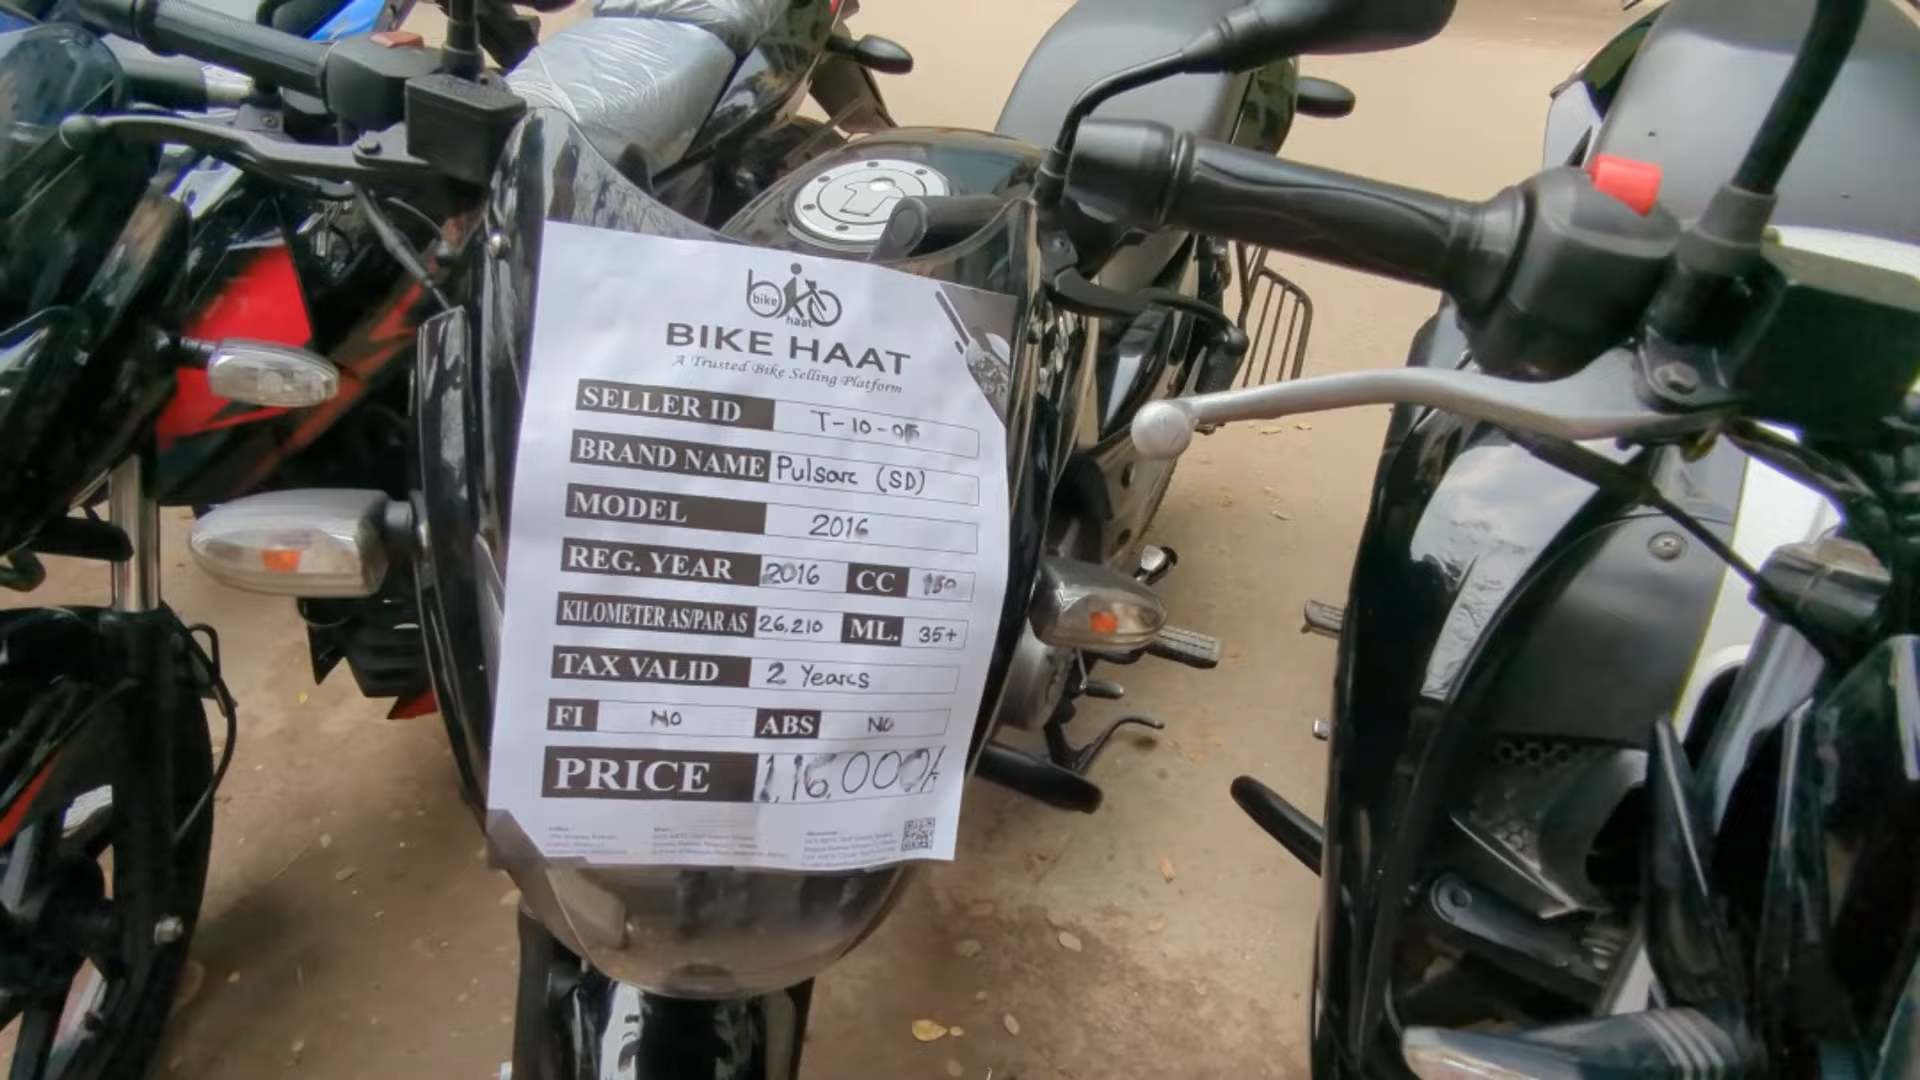 bike
haat
BIKE HAAT
A Trusted Bike Selling Platform
SELLER ID T-10-05
BRAND NAME Pulsar (SD)
MODEL 2016
REG. YEAR 2016 CC 150
KILOMETER AS/PAR AS 26,210 ML. 35+
TAX VALID 2 Years
FI NO ABS NO
PRICE 1,16,000/-